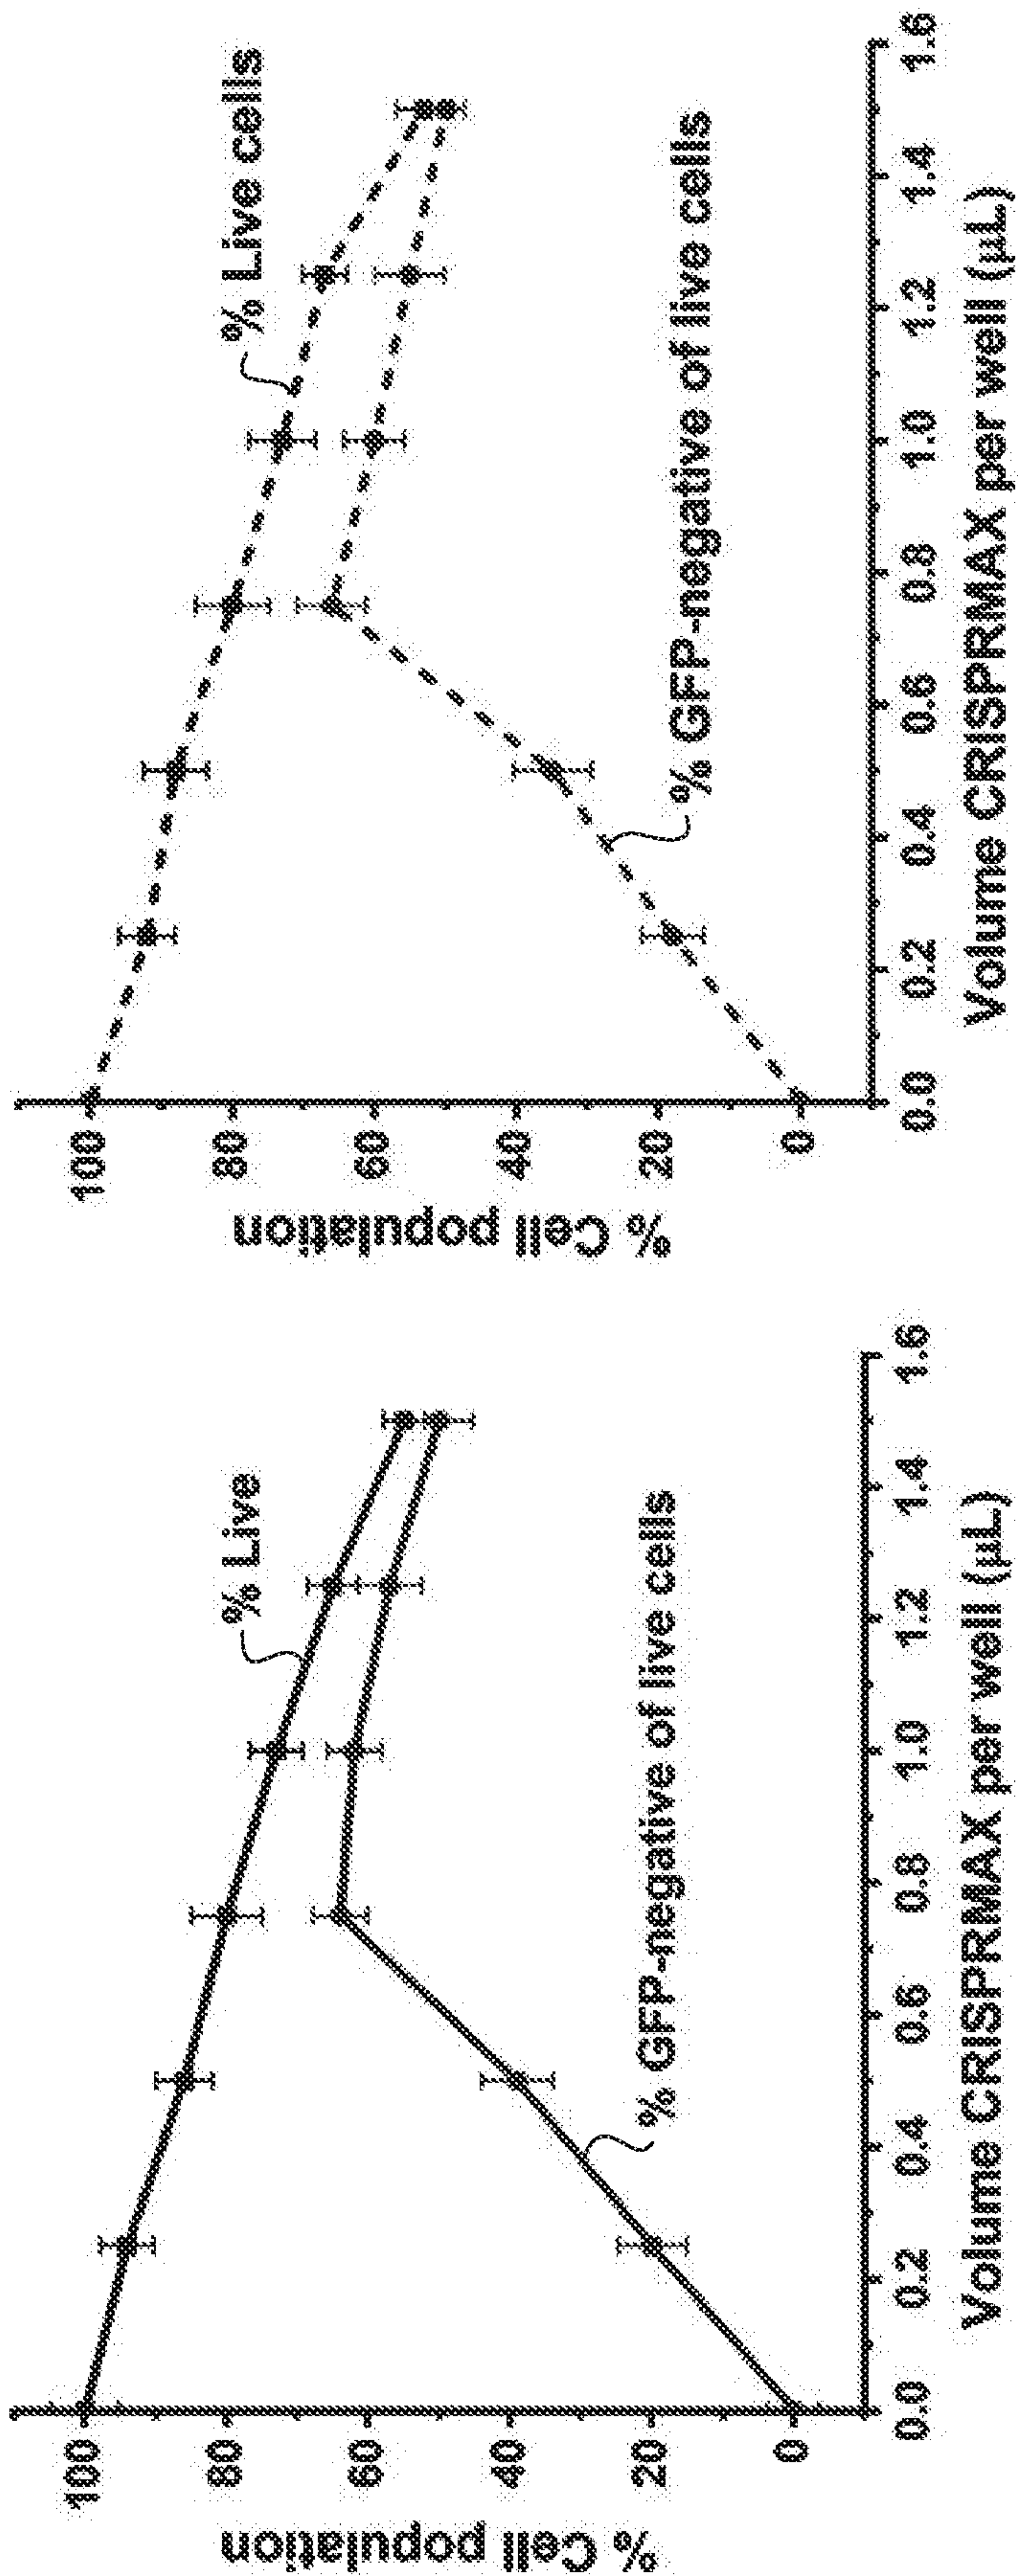 % Cell population
100
80
60
40
20
0
% Live
% GFP-negative of live cells
0.0 0.2 0.4 0.6 0.8 1.0 1.2 1.4 1.6
Volume CRISPRMAX per well (µL)
% Cell population
100
80
60
40
20
0
% Live cells
% GFP-negative of live cells
0.0 0.2 0.4 0.6 0.8 1.0 1.2 1.4 1.6
Volume CRISPRMAX per well (µL)